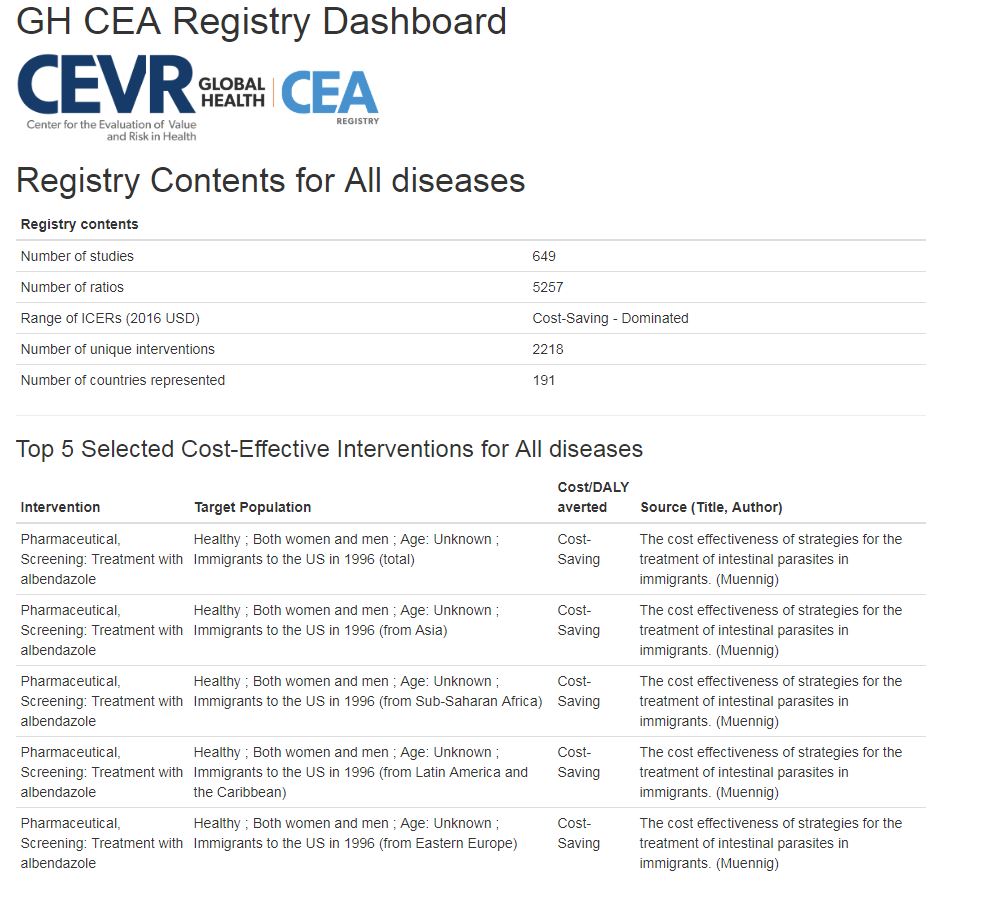 GH CEA Registry Dashboard
CEVR GLOBAL HEALTH CEA REGISTRY
Center for the Evaluation of Value
and Risk in Health
Registry Contents for All diseases
Registry contents
Number of studies 649
Number of ratios 5257
Range of ICERs (2016 USD) Cost-Saving - Dominated
Number of unique interventions 2218
Number of countries represented 191
Top 5 Selected Cost-Effective Interventions for All diseases
Cost/DALY
Intervention Target Population averted Source (Title, Author)
Pharmaceutical, Healthy ; Both women and men ; Age: Unknown ; Cost- The cost effectiveness of strategies for the
Screening: Treatment with Immigrants to the US in 1996 (total) Saving treatment of intestinal parasites in
albendazole immigrants. (Muennig)
Pharmaceutical, Healthy ; Both women and men ; Age: Unknown ; Cost- The cost effectiveness of strategies for the
Screening: Treatment with Immigrants to the US in 1996 (from Asia) Saving treatment of intestinal parasites in
albendazole immigrants. (Muennig)
Pharmaceutical, Healthy ; Both women and men ; Age: Unknown ; Cost- The cost effectiveness of strategies for the
Screening: Treatment with Immigrants to the US in 1996 (from Sub-Saharan Africa) Saving treatment of intestinal parasites in
albendazole immigrants. (Muennig)
Pharmaceutical, Healthy ; Both women and men ; Age: Unknown ; Cost- The cost effectiveness of strategies for the
Screening: Treatment with Immigrants to the US in 1996 (from Latin America and Saving treatment of intestinal parasites in
albendazole the Caribbean) immigrants. (Muennig)
Pharmaceutical, Healthy ; Both women and men ; Age: Unknown ; Cost- The cost effectiveness of strategies for the
Screening: Treatment with Immigrants to the US in 1996 (from Eastern Europe) Saving treatment of intestinal parasites in
albendazole immigrants. (Muennig)